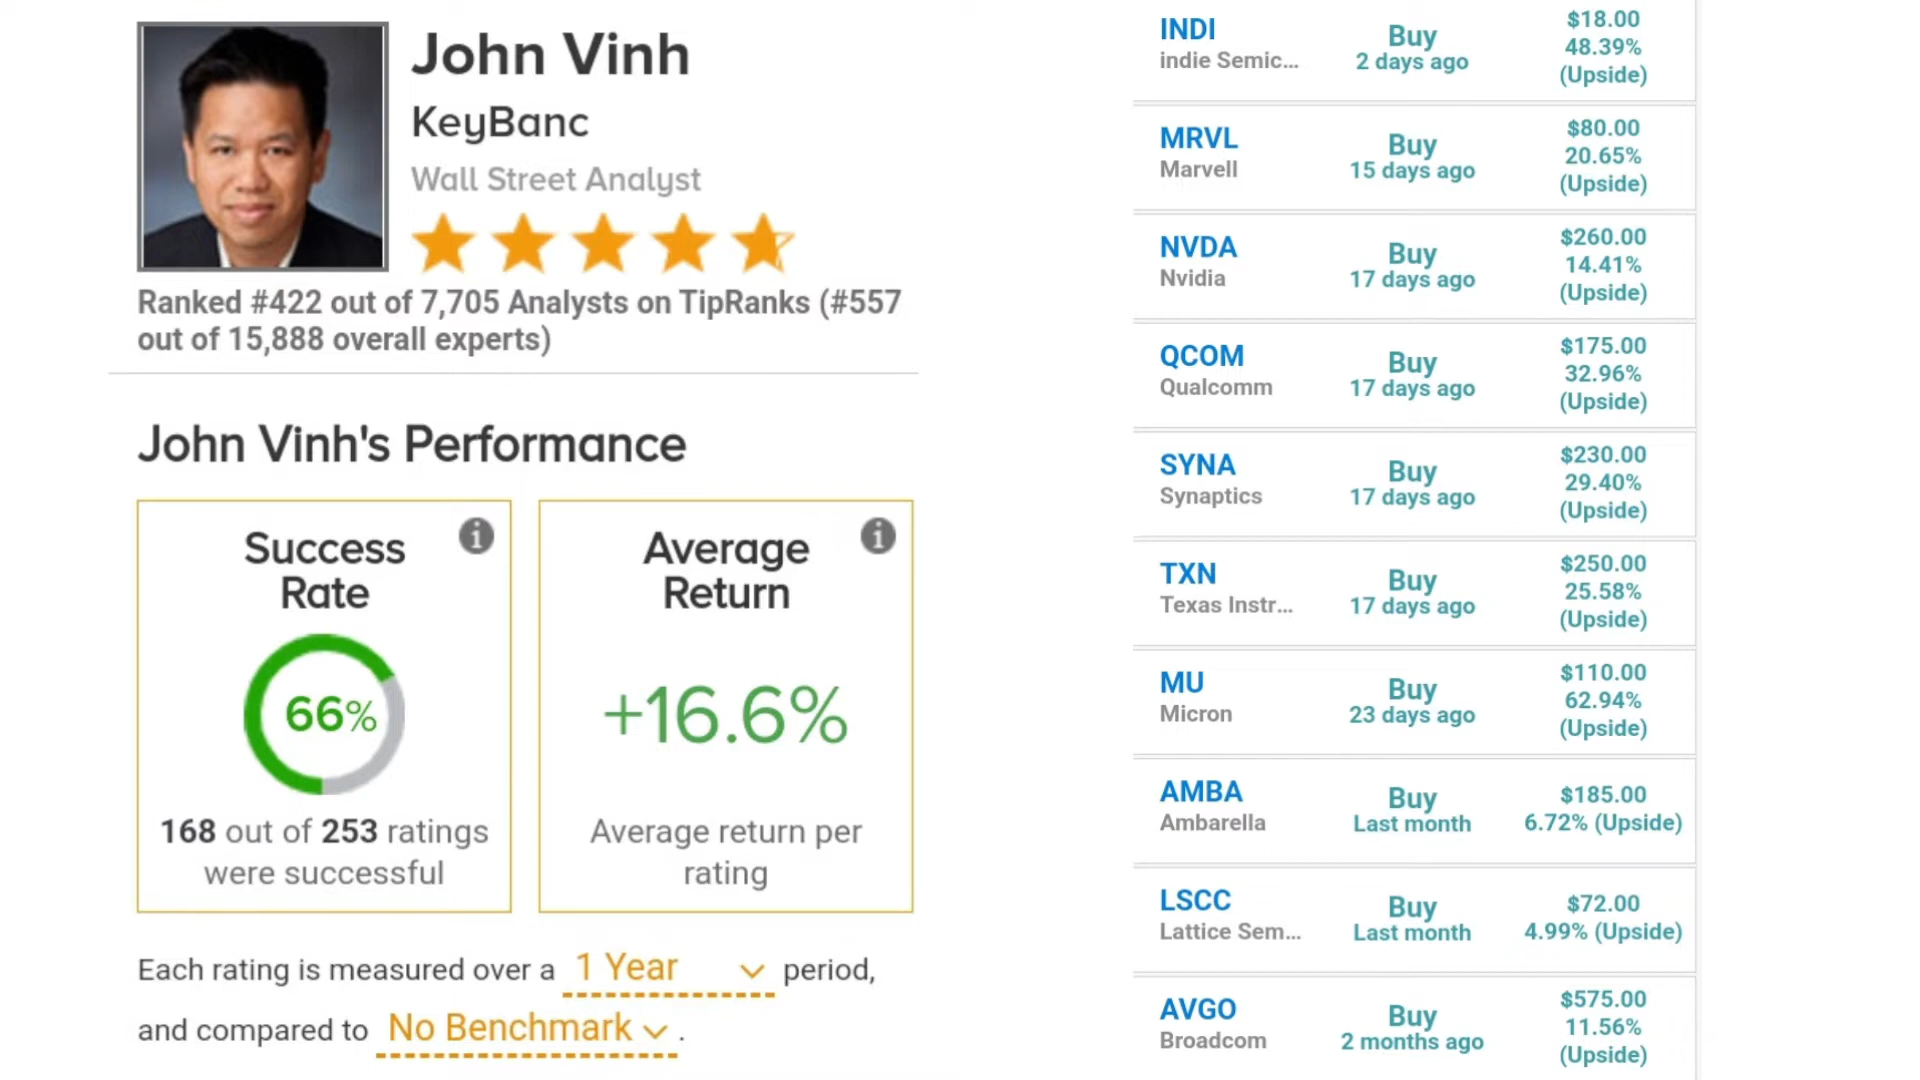 John Vinh
KeyBanc
Wall Street Analyst
Ranked #422 out of 7,705 Analysts on TipRanks (#557
out of 15,888 overall experts)
John Vinh's Performance
Success
Rate
66%
168 out of 253 ratings
were successful
Average
Return
+16.6%
Average return per
rating
Each rating is measured over a 1 Year period,
and compared to No Benchmark .
INDI
indie Semic...
Buy
2 days ago
$18.00
48.39%
(Upside)
MRVL
Marvell
Buy
15 days ago
$80.00
20.65%
(Upside)
NVDA
Nvidia
Buy
17 days ago
$260.00
14.41%
(Upside)
QCOM
Qualcomm
Buy
17 days ago
$175.00
32.96%
(Upside)
SYNA
Synaptics
Buy
17 days ago
$230.00
29.40%
(Upside)
TXN
Texas Instr...
Buy
17 days ago
$250.00
25.58%
(Upside)
MU
Micron
Buy
23 days ago
$110.00
62.94%
(Upside)
AMBA
Ambarella
Buy
Last month
$185.00
6.72% (Upside)
LSCC
Lattice Sem...
Buy
Last month
$72.00
4.99% (Upside)
AVGO
Broadcom
Buy
2 months ago
$575.00
11.56%
(Upside)